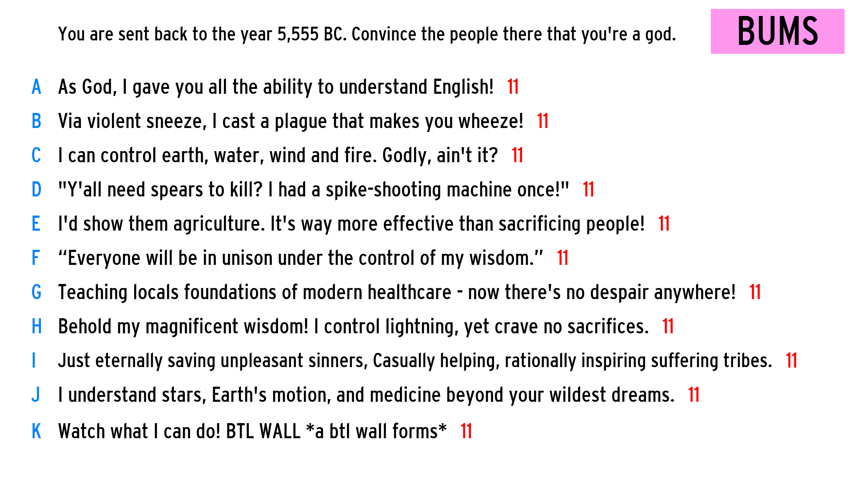 You are sent back to the year 5,555 BC. Convince the people there that you're a god.
BUMS
A As God, I gave you all the ability to understand English! 11
B Via violent sneeze, I cast a plague that makes you wheeze! 11
C I can control earth, water, wind and fire. Godly, ain't it? 11
D "Y'all need spears to kill? I had a spike-shooting machine once!" 11
E I'd show them agriculture. It's way more effective than sacrificing people! 11
F “Everyone will be in unison under the control of my wisdom.” 11
G Teaching locals foundations of modern healthcare - now there's no despair anywhere! 11
H Behold my magnificent wisdom! I control lightning, yet crave no sacrifices. 11
I Just eternally saving unpleasant sinners, Casually helping, rationally inspiring suffering tribes. 11
J I understand stars, Earth's motion, and medicine beyond your wildest dreams. 11
K Watch what I can do! BTL WALL *a btl wall forms* 11